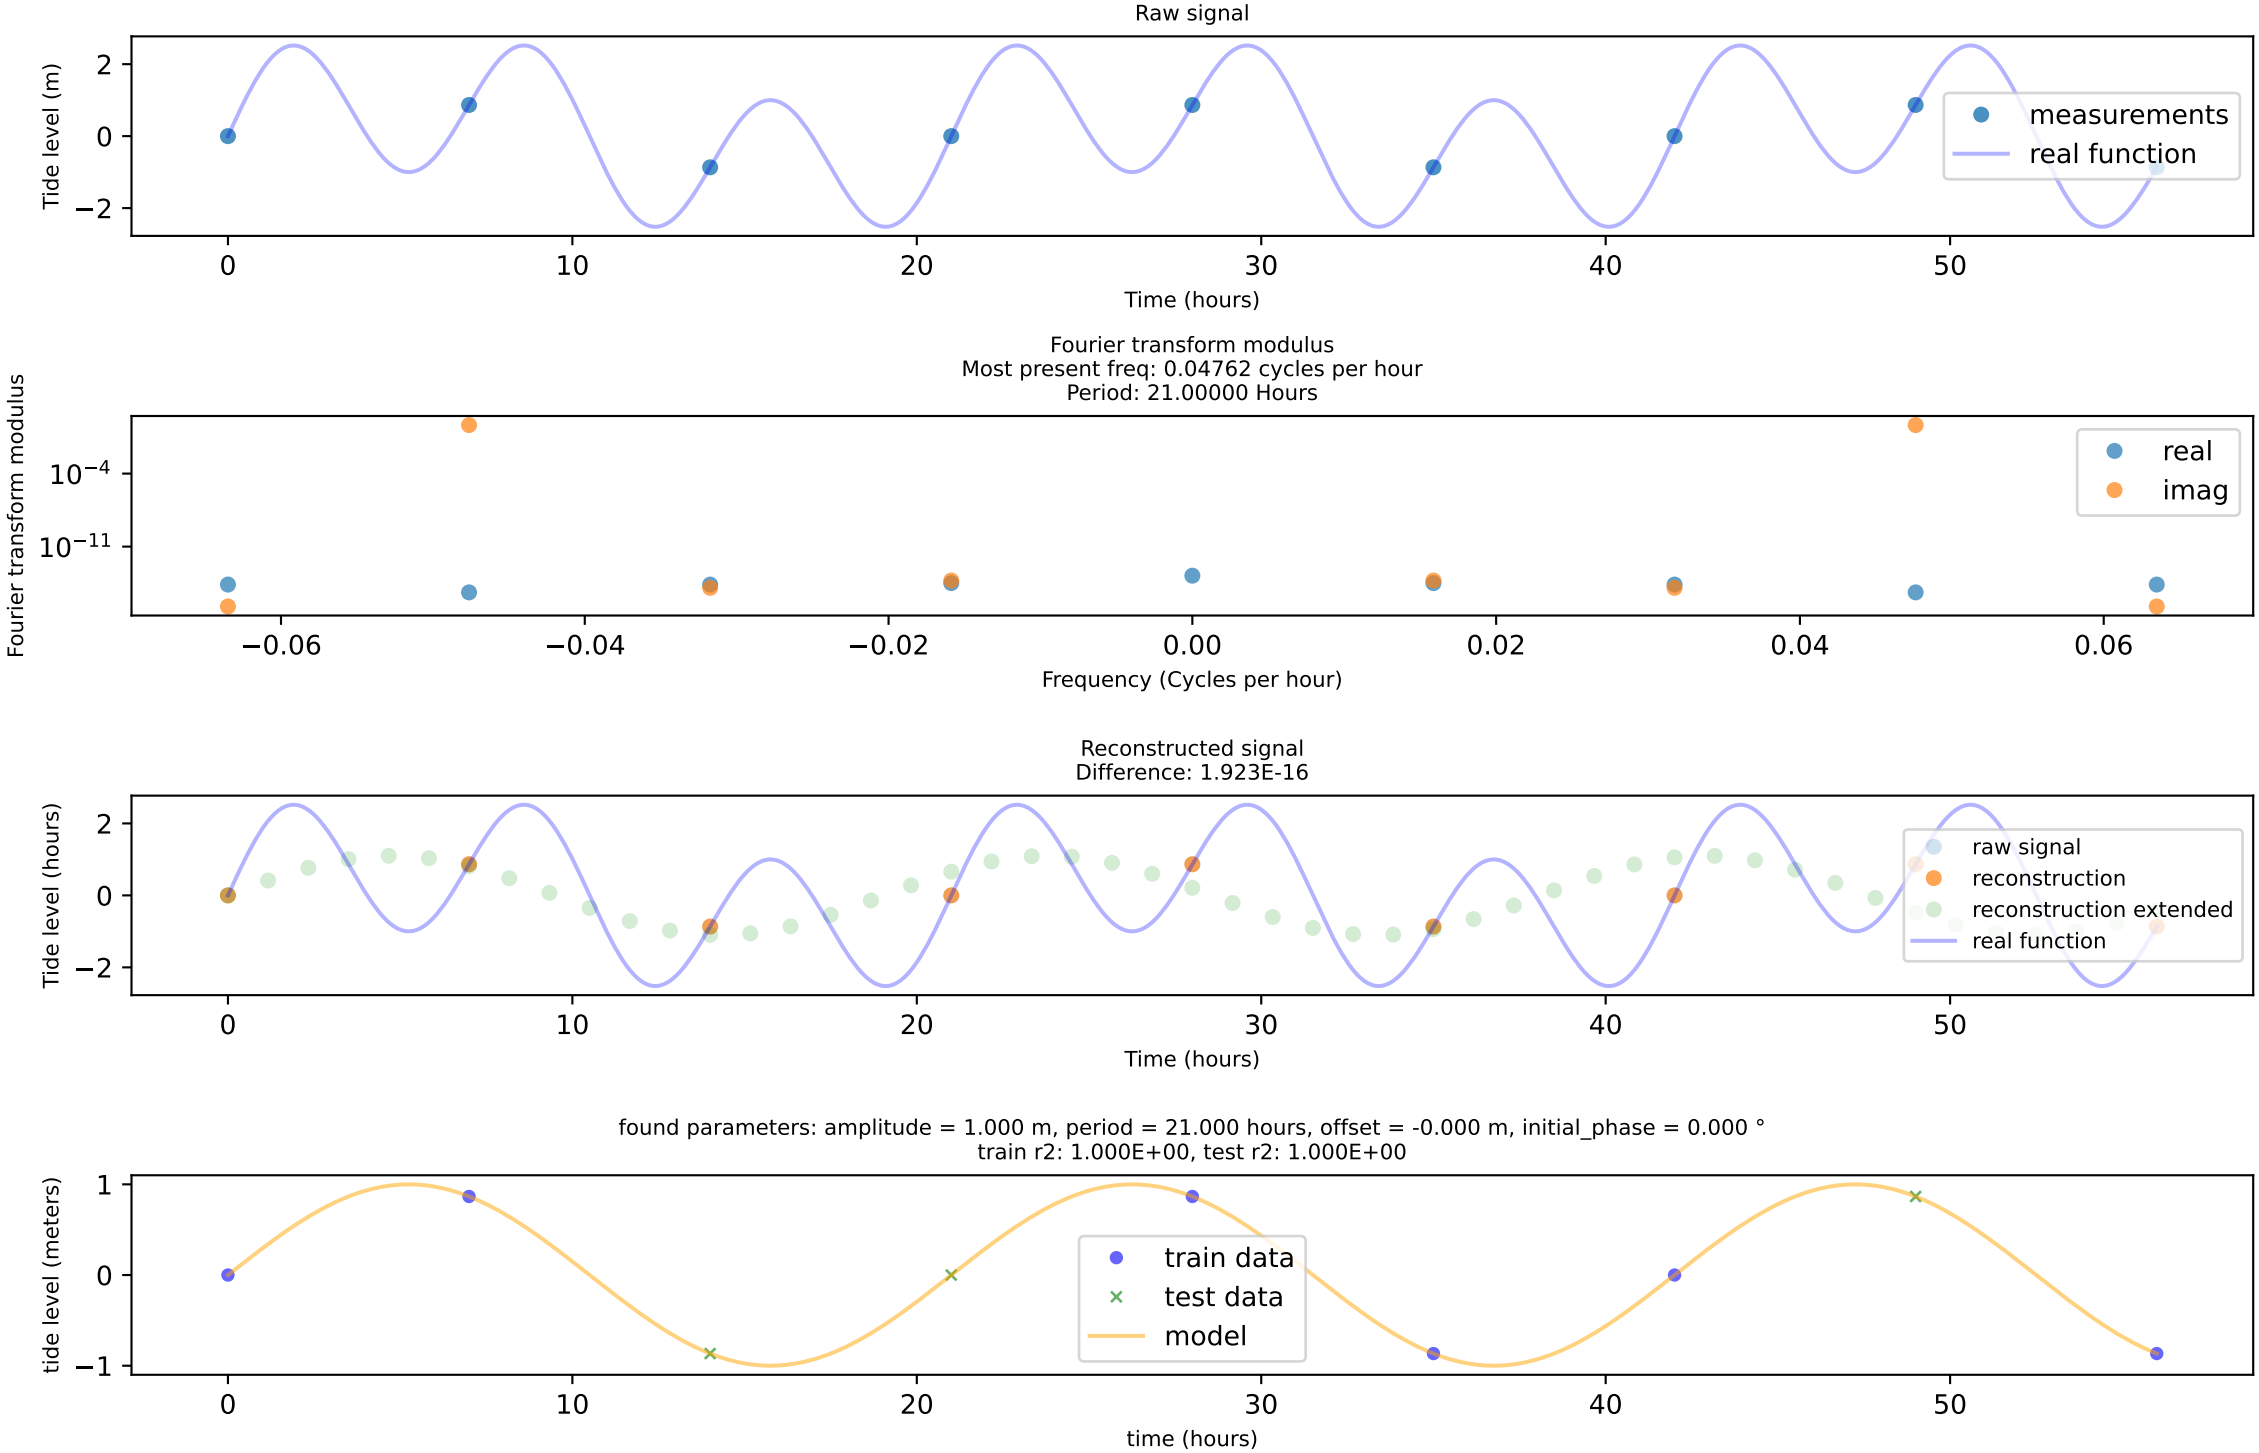 Raw signal
Tide level (m)
2
0
−2
measurements
real function
0 10 20 30 40 50
Time (hours)
Fourier transform modulus
Most present freq: 0.04762 cycles per hour
Period: 21.00000 Hours
Fourier transform modulus
10⁻⁴
10⁻¹¹
real
imag
−0.06 −0.04 −0.02 0.00 0.02 0.04 0.06
Frequency (Cycles per hour)
Reconstructed signal
Difference: 1.923E-16
Tide level (hours)
2
0
−2
raw signal
reconstruction
reconstruction extended
real function
0 10 20 30 40 50
Time (hours)
found parameters: amplitude = 1.000 m, period = 21.000 hours, offset = -0.000 m, initial_phase = 0.000 °
train r2: 1.000E+00, test r2: 1.000E+00
tide level (meters)
1
0
−1
train data
test data
model
0 10 20 30 40 50
time (hours)